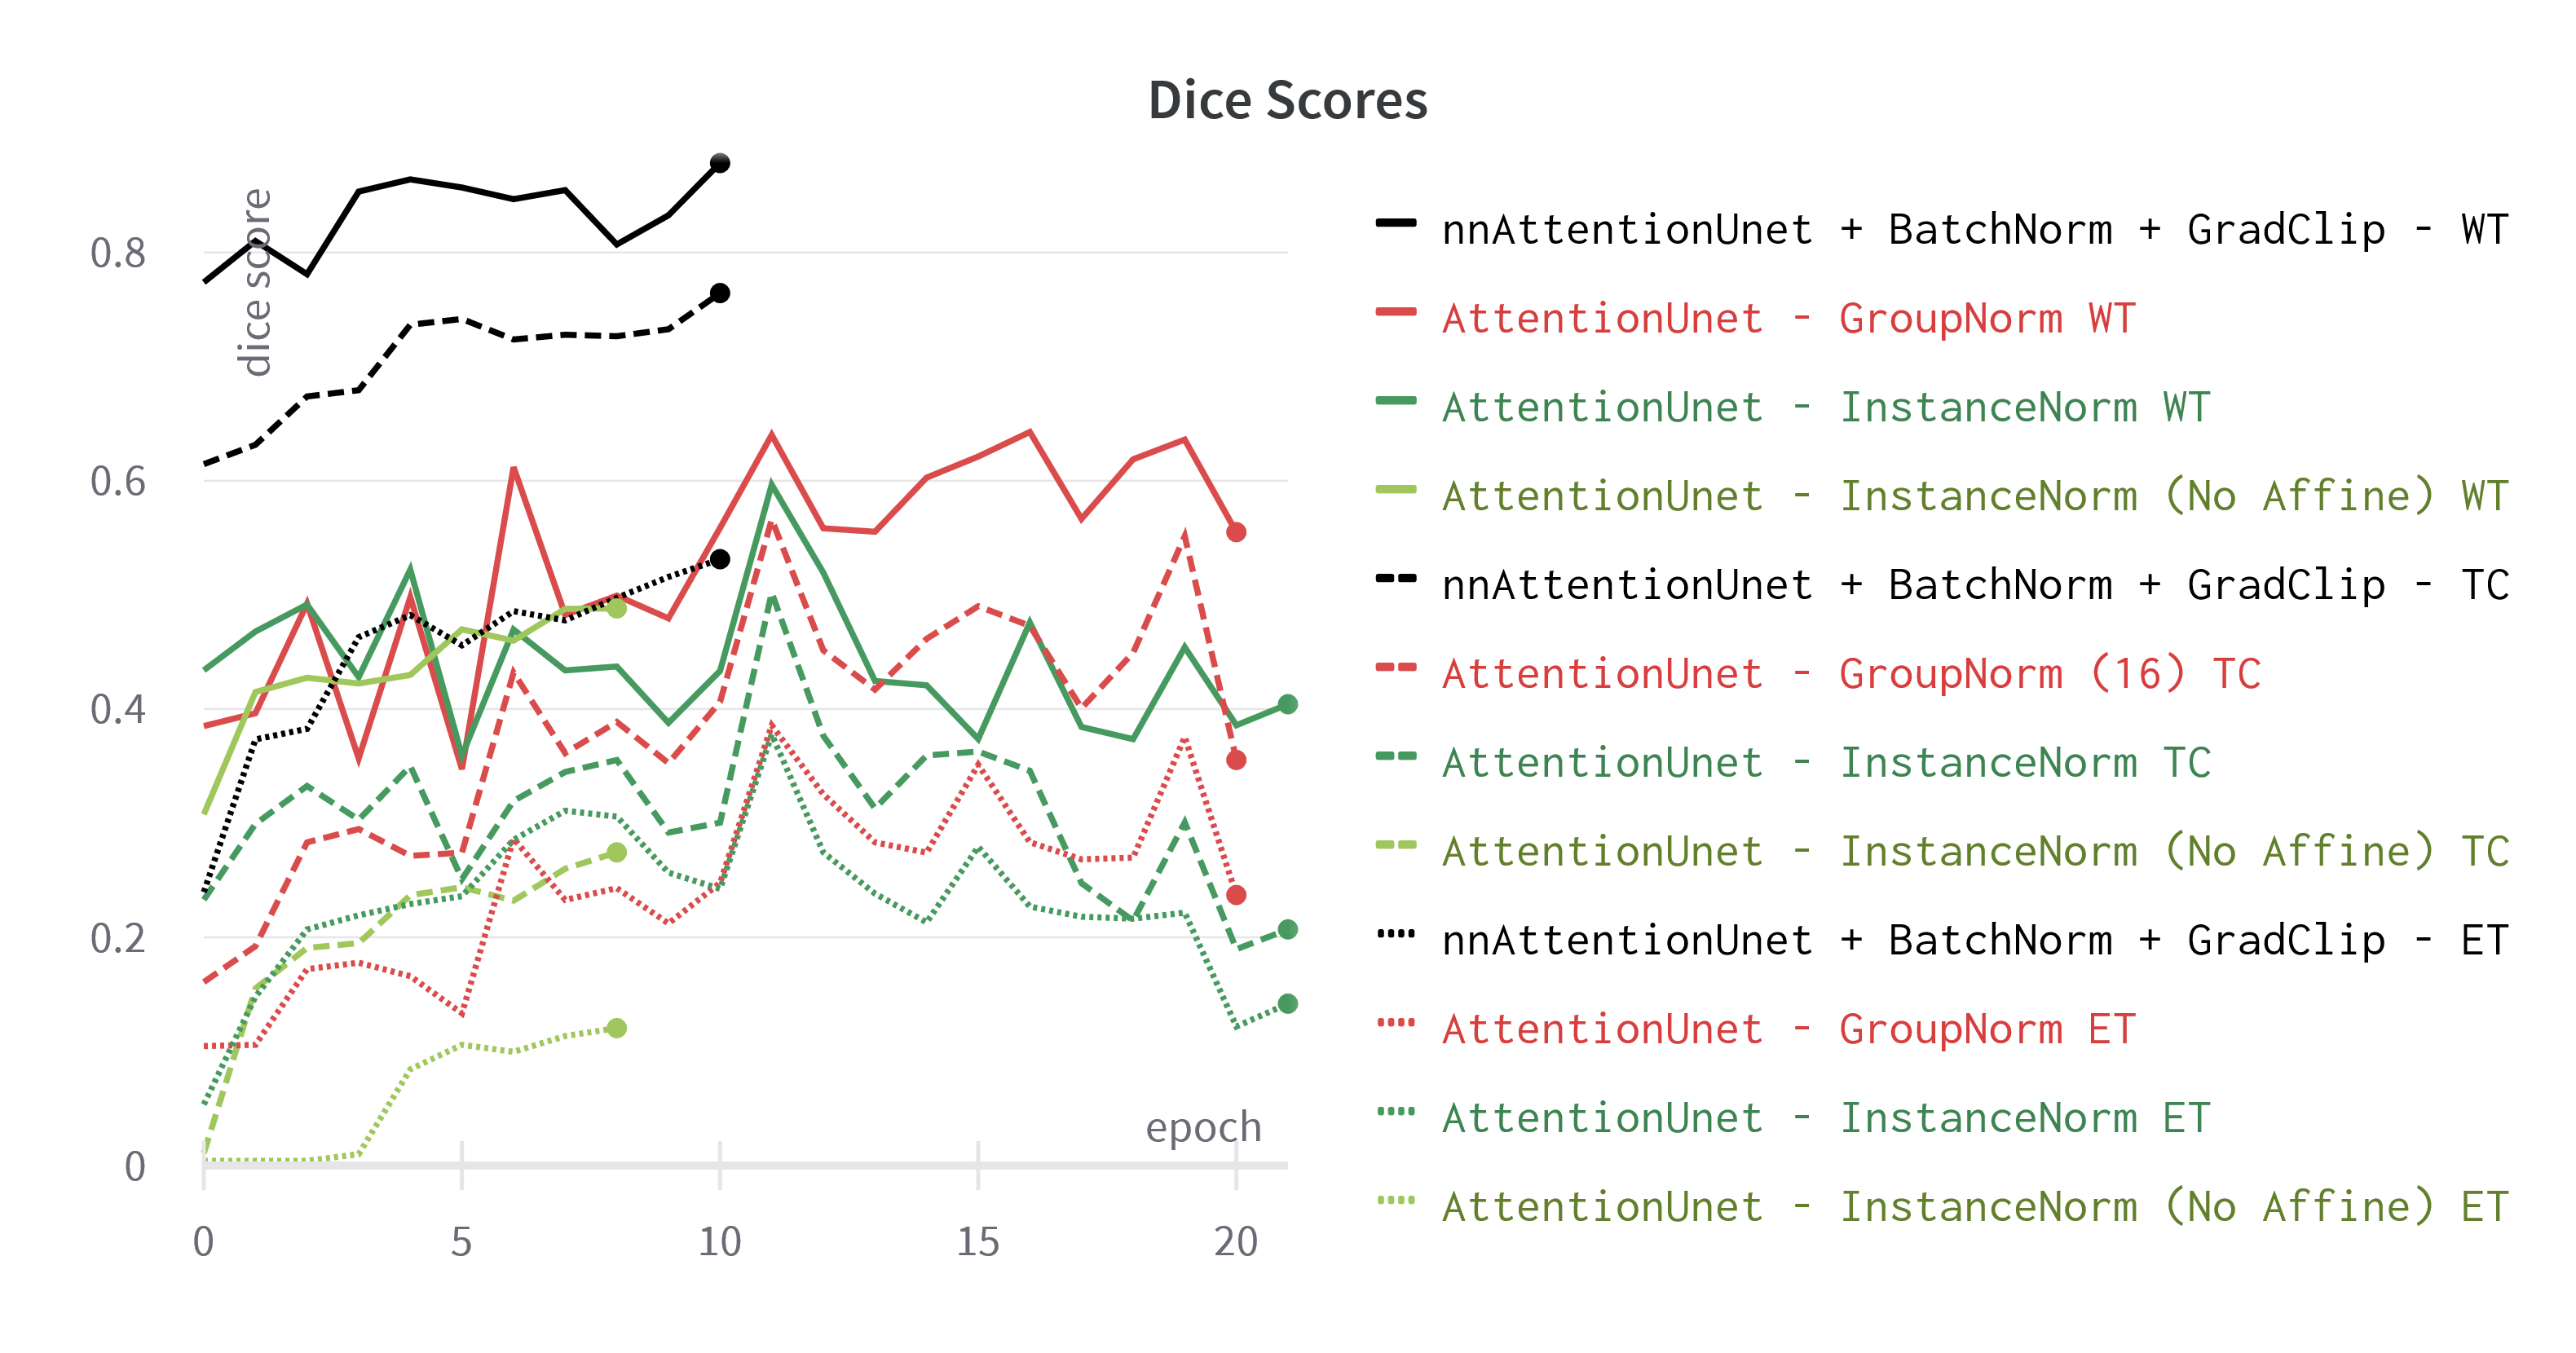 Dice Scores
dice score
0.8
0.6
0.4
0.2
0
0
5
10
15
20
epoch
nnAttentionUnet + BatchNorm + GradClip - WT
AttentionUnet - GroupNorm WT
AttentionUnet - InstanceNorm WT
AttentionUnet - InstanceNorm (No Affine) WT
nnAttentionUnet + BatchNorm + GradClip - TC
AttentionUnet - GroupNorm (16) TC
AttentionUnet - InstanceNorm TC
AttentionUnet - InstanceNorm (No Affine) TC
nnAttentionUnet + BatchNorm + GradClip - ET
AttentionUnet - GroupNorm ET
AttentionUnet - InstanceNorm ET
AttentionUnet - InstanceNorm (No Affine) ET